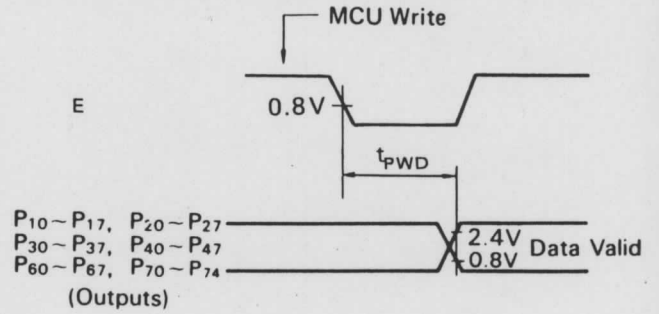 MCU Write
E
0.8V
tPWD
P10~P17, P20~P27
P30~P37, P40~P47
P60~P67, P70~P74
(Outputs)
2.4V
0.8V
Data Valid